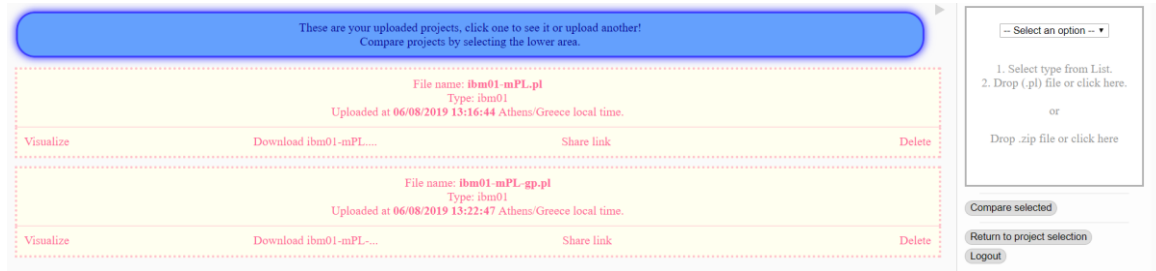 These are your uploaded projects, click one to see it or upload another!
Compare projects by selecting the lower area.
File name: ibm01-mPL.pl
Type: ibm01
Uploaded at 06/08/2019 13:16:44 Athens/Greece local time.
Visualize Download ibm01-mPL.... Share link Delete
File name: ibm01-mPL-gp.pl
Type: ibm01
Uploaded at 06/08/2019 13:22:47 Athens/Greece local time.
Visualize Download ibm01-mPL-... Share link Delete
-- Select an option --
1. Select type from List.
2. Drop (.pl) file or click here.
or
Drop .zip file or click here
Compare selected
Return to project selection
Logout